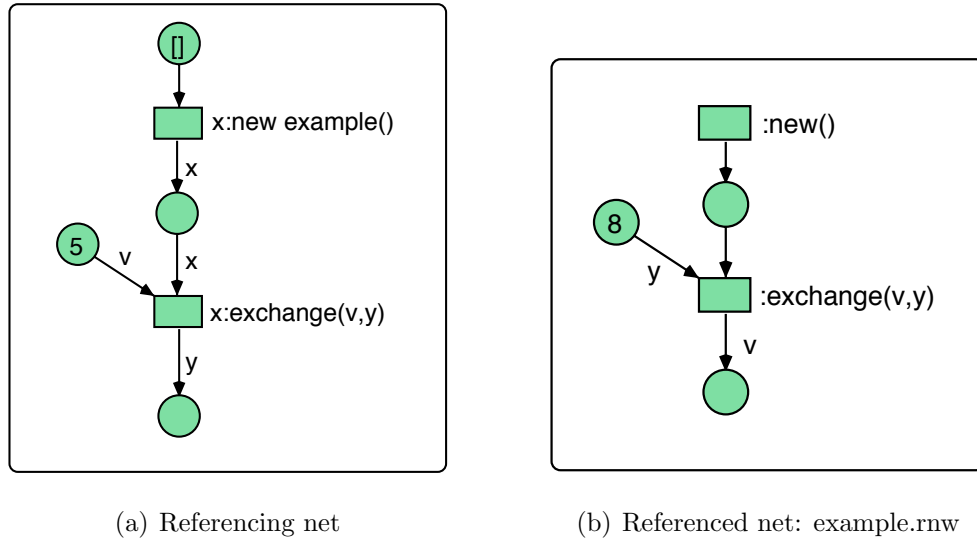 []
x:new example()
x
5
v
x
x:exchange(v,y)
y
(a) Referencing net
:new()
8
y
:exchange(v,y)
v
(b) Referenced net: example.rnw